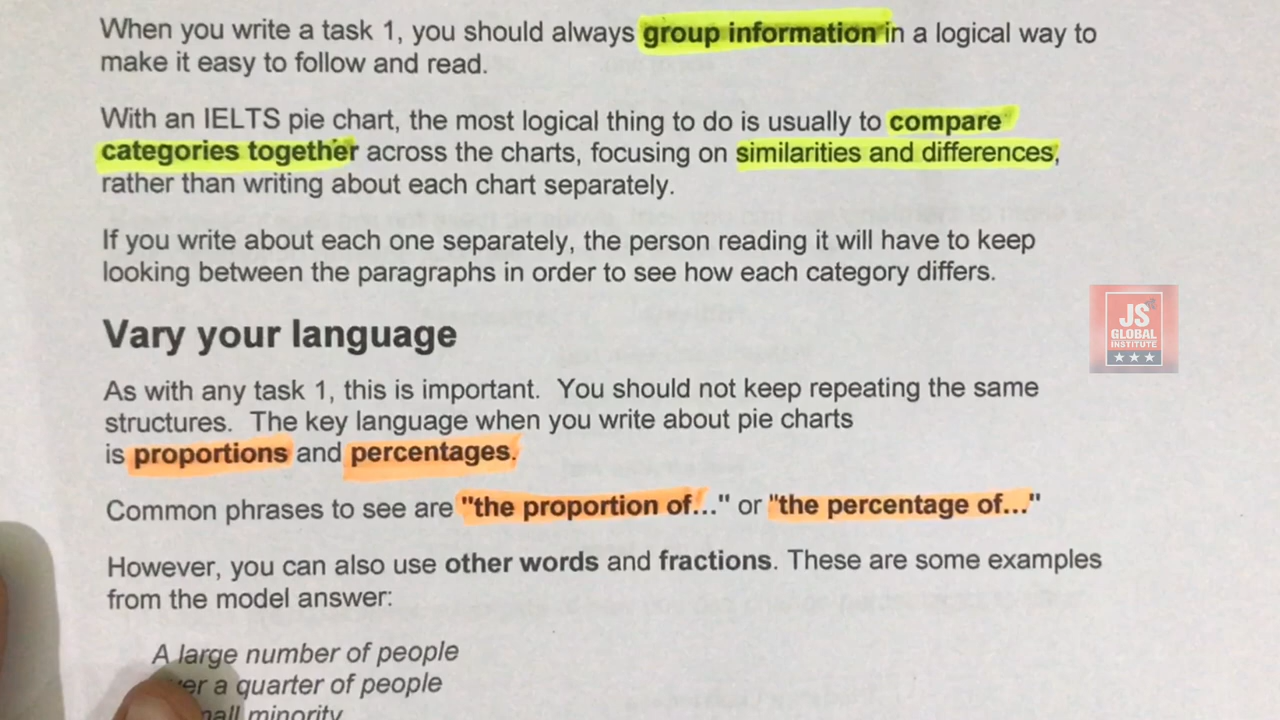 When you write a task 1, you should always group information in a logical way to
make it easy to follow and read.
With an IELTS pie chart, the most logical thing to do is usually to compare
categories together across the charts, focusing on similarities and differences,
rather than writing about each chart separately.
If you write about each one separately, the person reading it will have to keep
looking between the paragraphs in order to see how each category differs.
JS
GLOBAL
INSTITUTE
Vary your language
As with any task 1, this is important. You should not keep repeating the same
structures. The key language when you write about pie charts
is proportions and percentages.
Common phrases to see are "the proportion of..." or "the percentage of..."
However, you can also use other words and fractions. These are some examples
from the model answer:
A large number of people
a quarter of people
minority